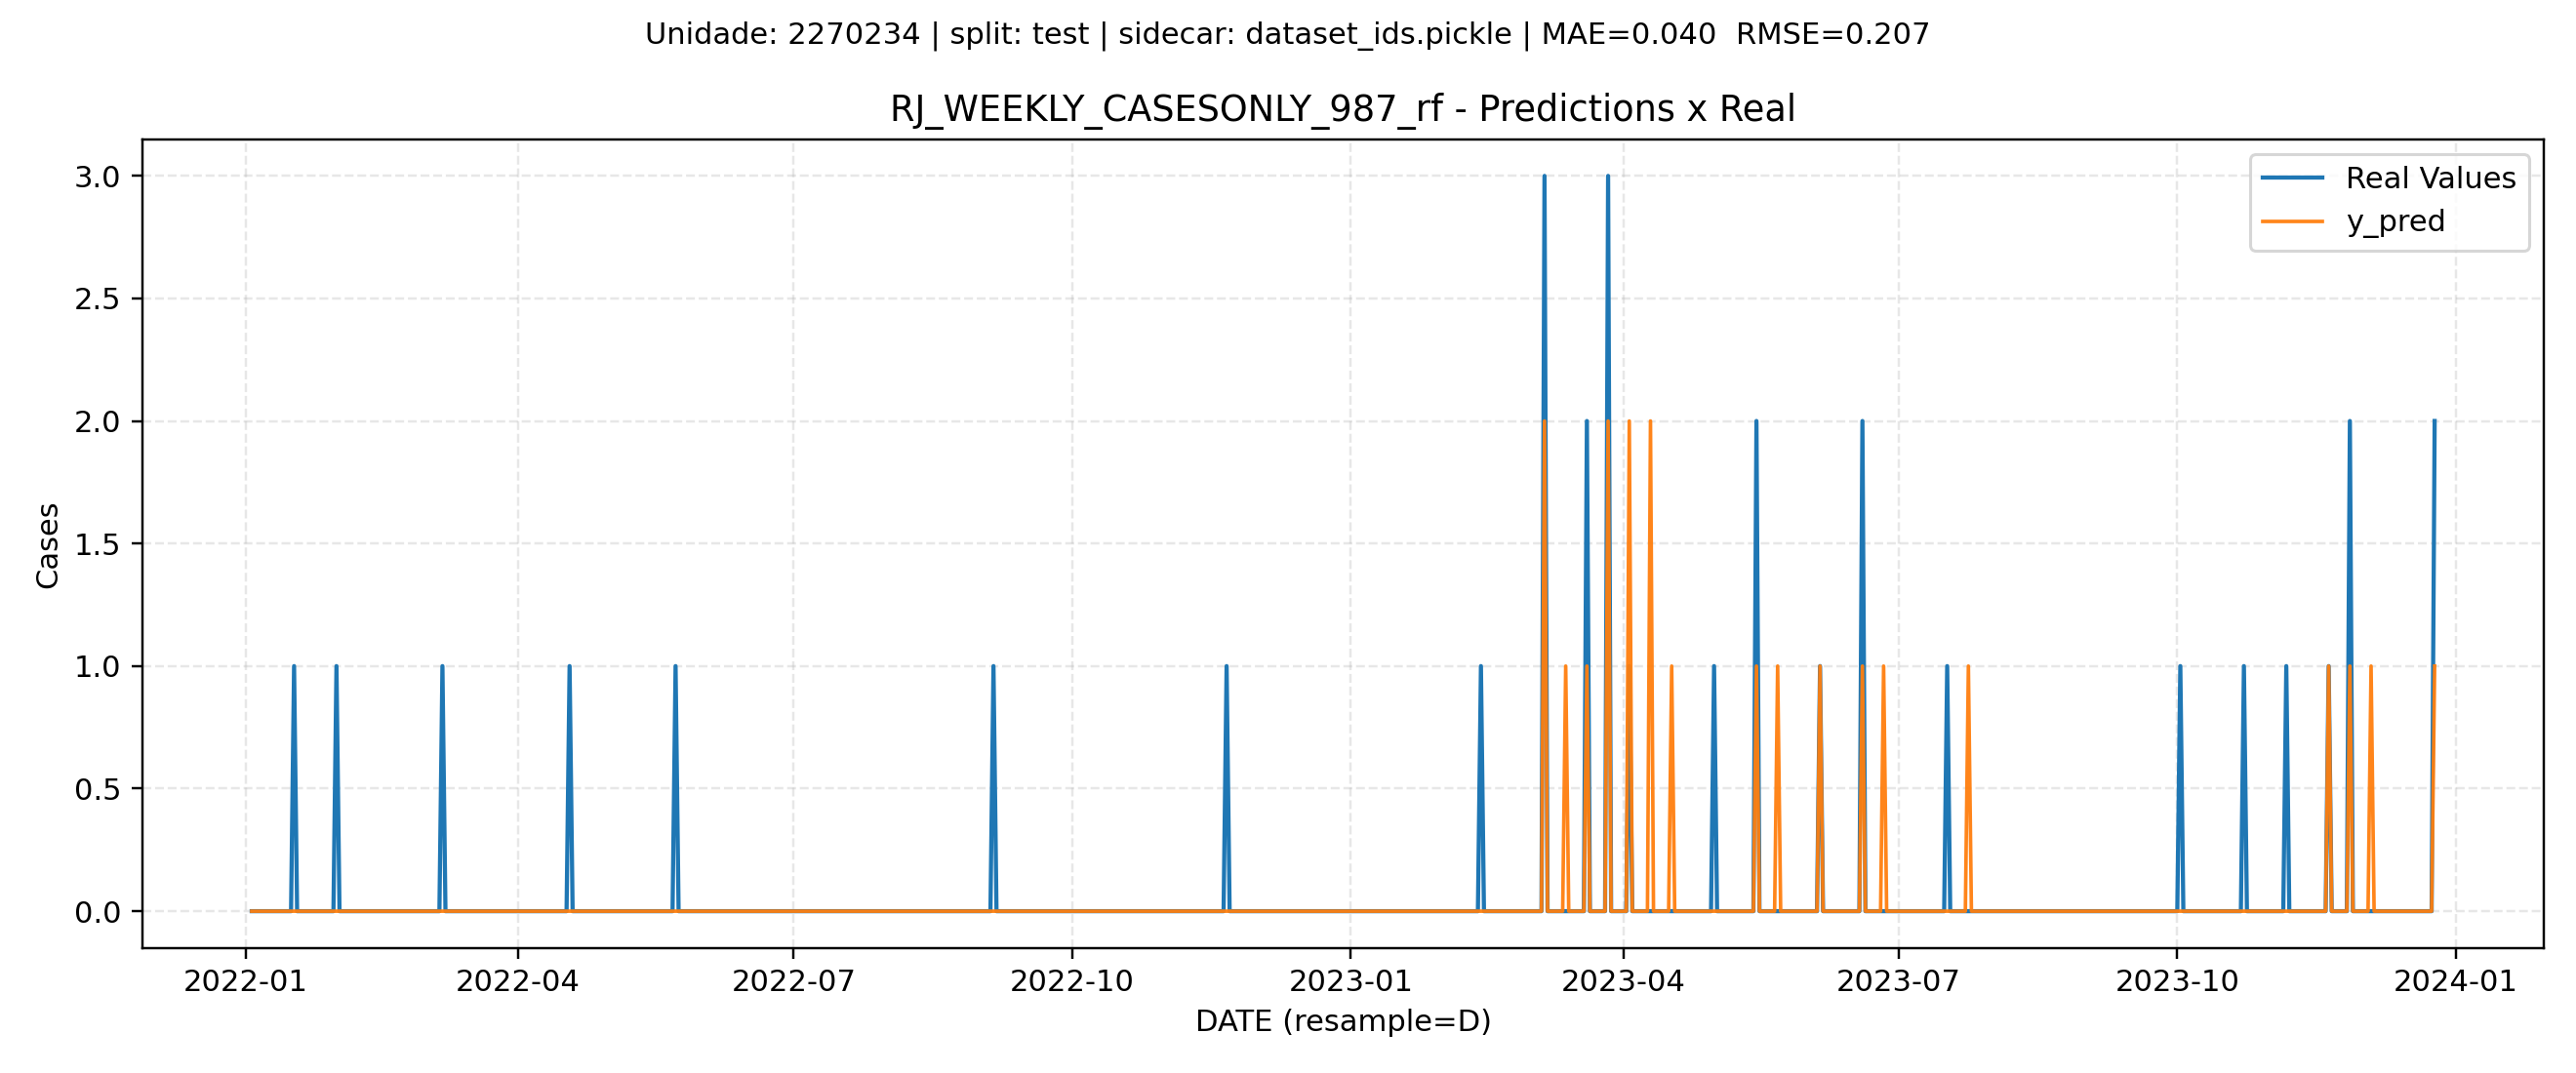 Unidade: 2270234 | split: test | sidecar: dataset_ids.pickle | MAE=0.040  RMSE=0.207
RJ_WEEKLY_CASESONLY_987_rf - Predictions x Real
Real Values
y_pred
Cases
3.0
2.5
2.0
1.5
1.0
0.5
0.0
2022-01 2022-04 2022-07 2022-10 2023-01 2023-04 2023-07 2023-10 2024-01
DATE (resample=D)